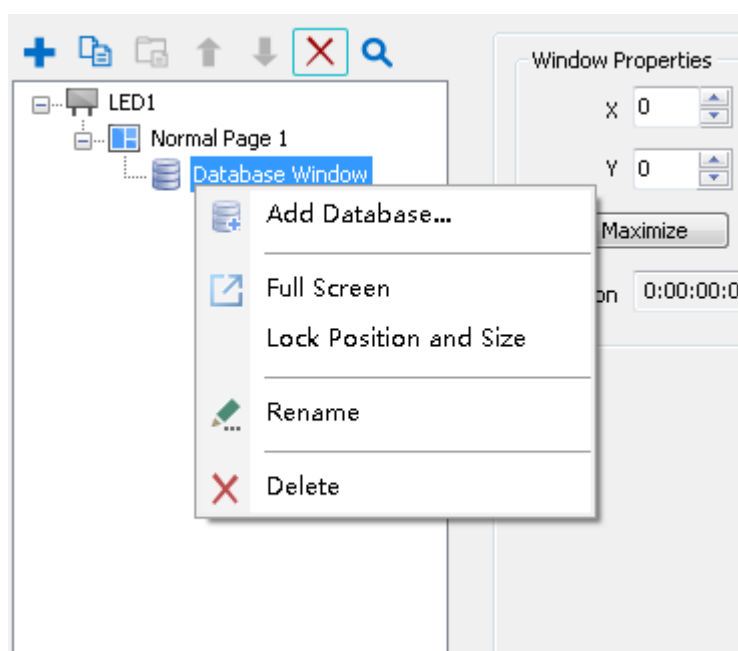 LED1
Normal Page 1
Database Window
Add Database...
Full Screen
Lock Position and Size
Rename
Delete
Window Properties
X 0
Y 0
Maximize
on 0:00:00:0